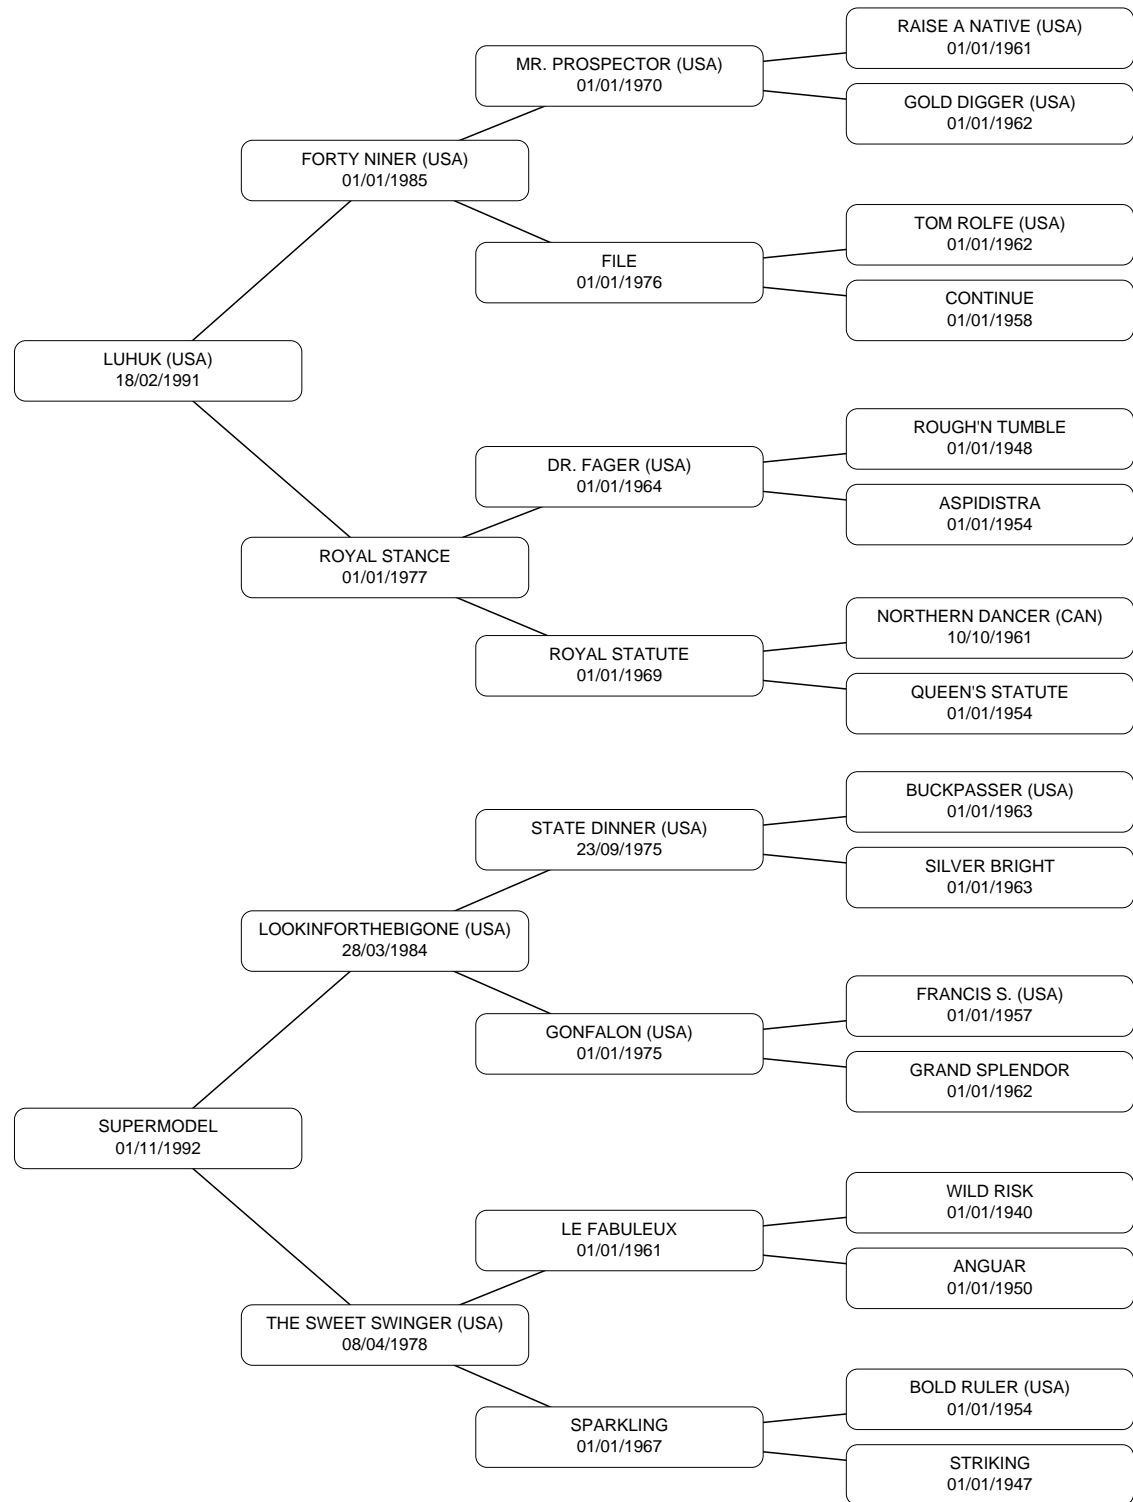 RAISE A NATIVE (USA)
01/01/1961
MR. PROSPECTOR (USA)
01/01/1970
GOLD DIGGER (USA)
01/01/1962
FORTY NINER (USA)
01/01/1985
TOM ROLFE (USA)
01/01/1962
FILE
01/01/1976
CONTINUE
01/01/1958
LUHUK (USA)
18/02/1991
ROUGH'N TUMBLE
01/01/1948
DR. FAGER (USA)
01/01/1964
ASPIDISTRA
01/01/1954
ROYAL STANCE
01/01/1977
NORTHERN DANCER (CAN)
10/10/1961
ROYAL STATUTE
01/01/1969
QUEEN'S STATUTE
01/01/1954
BUCKPASSER (USA)
01/01/1963
STATE DINNER (USA)
23/09/1975
SILVER BRIGHT
01/01/1963
LOOKINFORTHEBIGONE (USA)
28/03/1984
FRANCIS S. (USA)
01/01/1957
GONFALON (USA)
01/01/1975
GRAND SPLENDOR
01/01/1962
SUPERMODEL
01/11/1992
WILD RISK
01/01/1940
LE FABULEUX
01/01/1961
ANGUAR
01/01/1950
THE SWEET SWINGER (USA)
08/04/1978
BOLD RULER (USA)
01/01/1954
SPARKLING
01/01/1967
STRIKING
01/01/1947